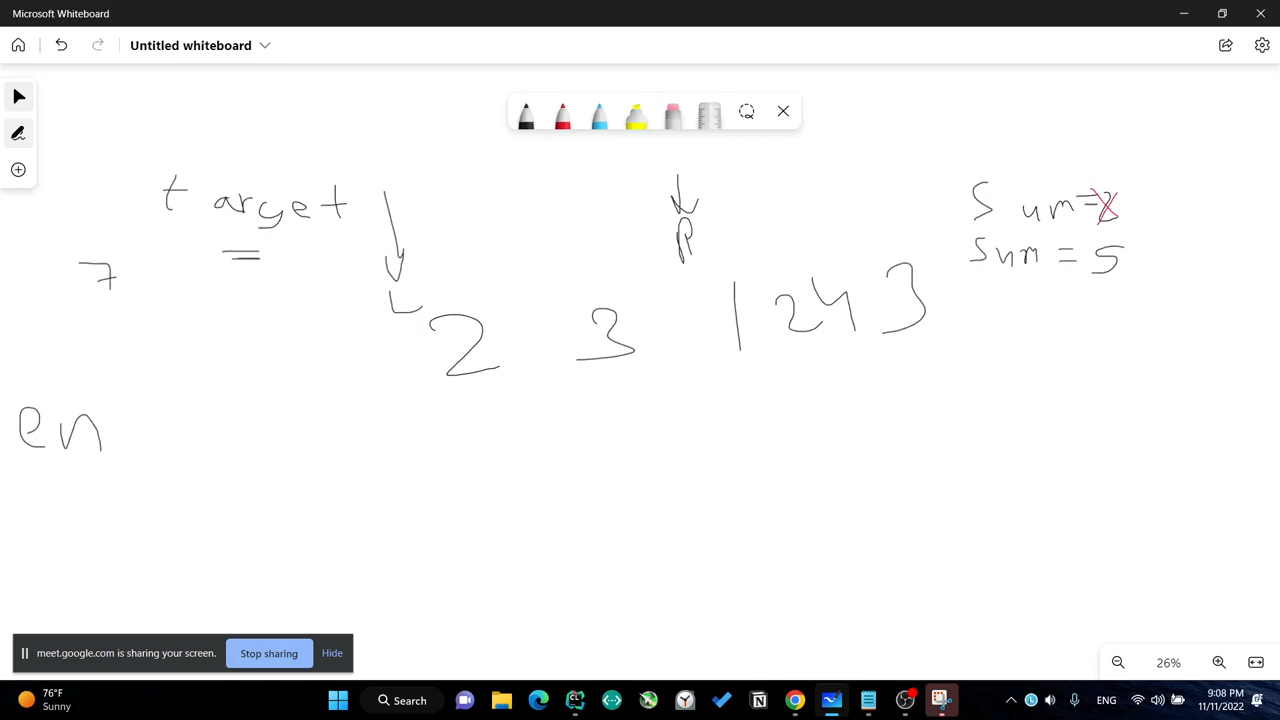 Microsoft Whiteboard
Untitled whiteboard
target
7
L
R
Sum=2
Sum = 5
2 3 1 2 4 3
en
meet.google.com is sharing your screen.
Stop sharing
Hide
26%
76°F
Sunny
Search
ENG
9:08 PM
11/11/2022